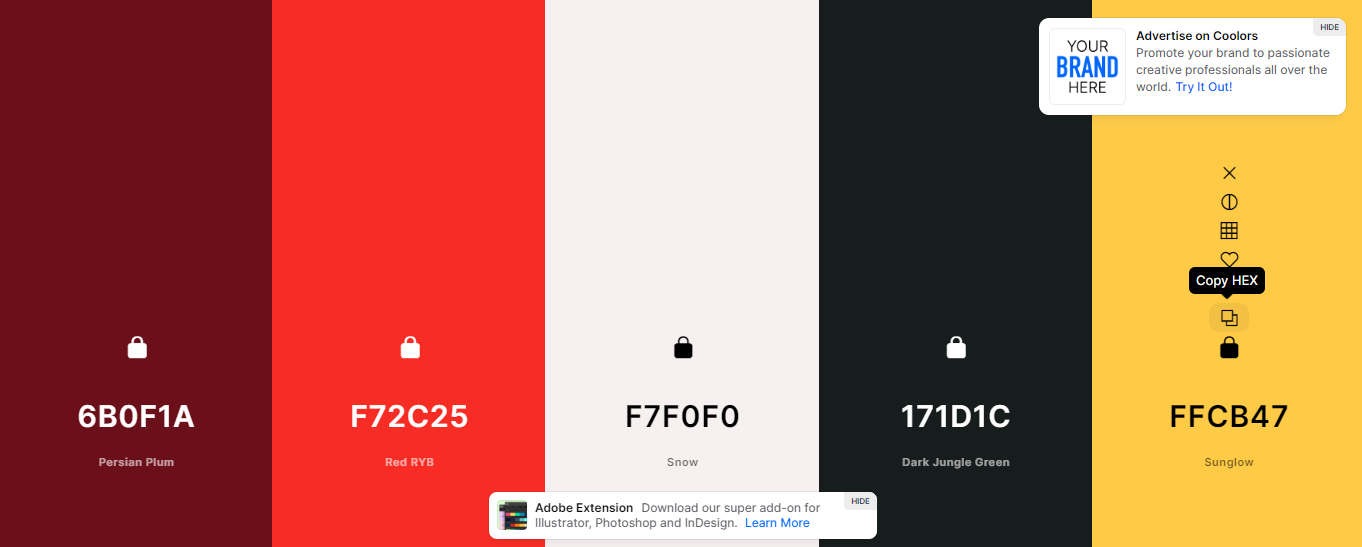 HIDE
YOUR
BRAND
HERE
Advertise on Coolors
Promote your brand to passionate
creative professionals all over the
world. Try It Out!
Copy HEX
6B0F1A
Persian Plum
F72C25
Red RYB
F7F0F0
Snow
171D1C
Dark Jungle Green
FFCB47
Sunglow
HIDE
Adobe Extension Download our super add-on for
Illustrator, Photoshop and InDesign. Learn More